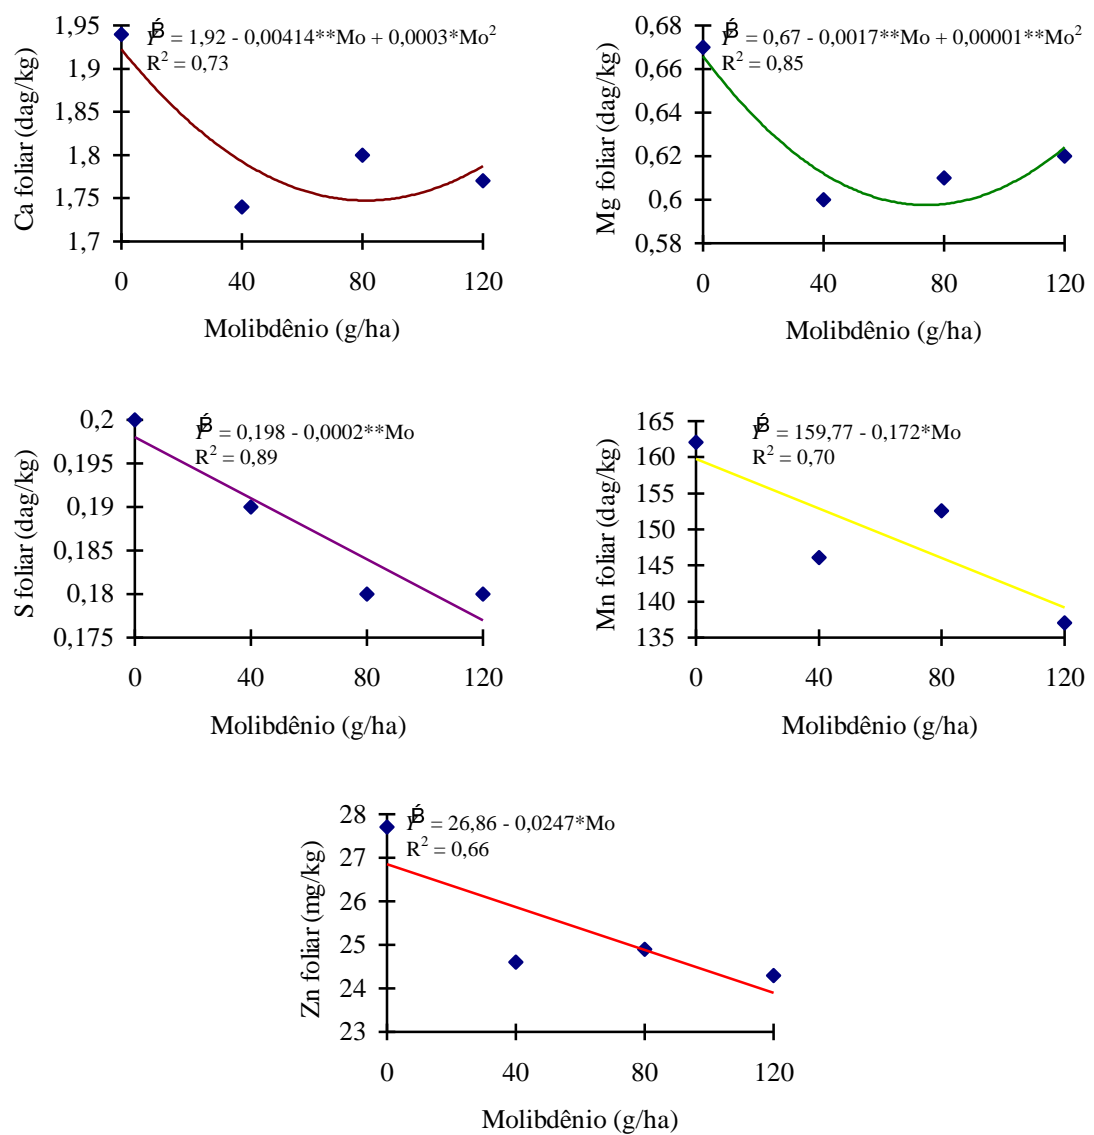 Ŷ = 1,92 - 0,00414**Mo + 0,0003*Mo²
R² = 0,73
Ca foliar (dag/kg)
1,95
1,9
1,85
1,8
1,75
1,7
0 40 80 120
Molibdênio (g/ha)
= 0,67 - 0,0017**Mo + 0,00001**Mo²
R² = 0,85
Mg foliar (dag/kg)
0,68
0,66
0,64
0,62
0,6
0,58
0 40 80 120
Molibdênio (g/ha)
= 0,198 - 0,0002**Mo
R² = 0,89
S foliar (dag/kg)
0,2
0,195
0,19
0,185
0,18
0,175
0 40 80 120
Molibdênio (g/ha)
= 159,77 - 0,172*Mo
R² = 0,70
Mn foliar (dag/kg)
165
160
155
150
145
140
135
0 40 80 120
Molibdênio (g/ha)
= 26,86 - 0,0247*Mo
R² = 0,66
Zn foliar (mg/kg)
28
27
26
25
24
23
0 40 80 120
Molibdênio (g/ha)